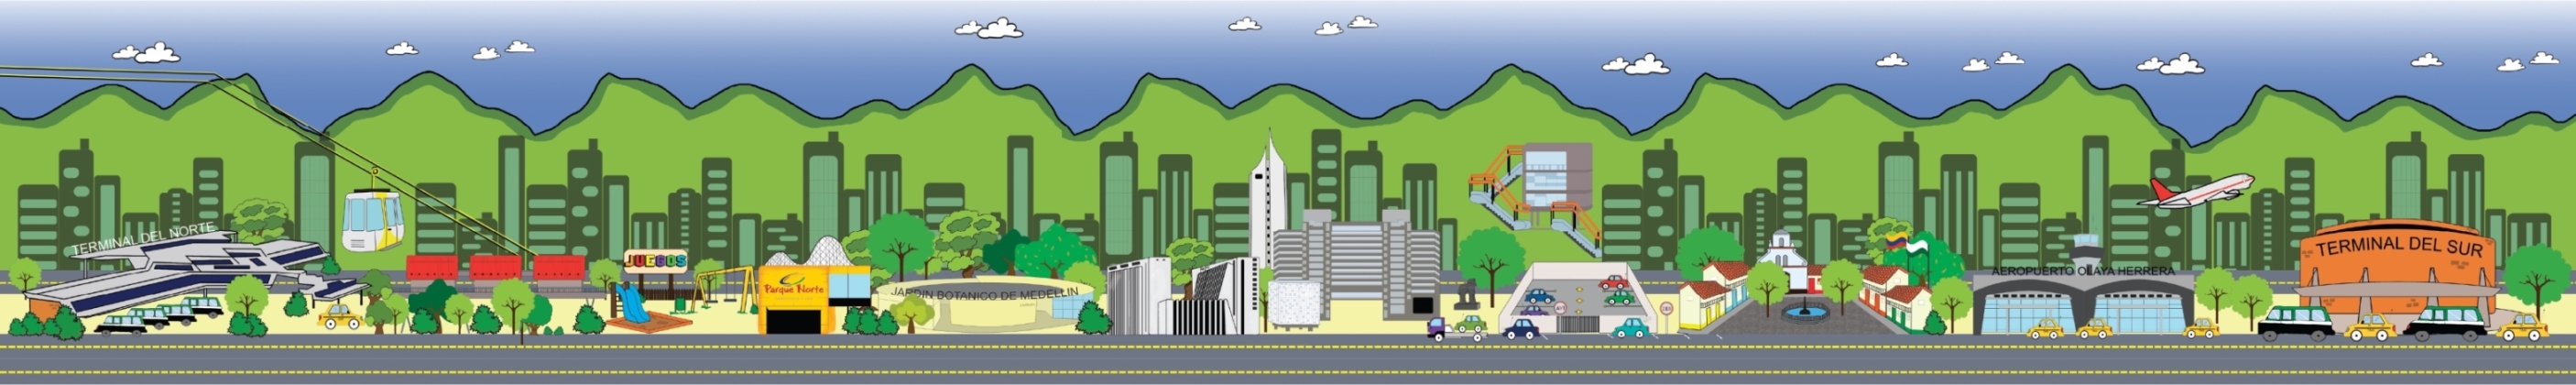 TERMINAL DEL NORTE
JUEGOS
Parque Norte
JARDIN BOTANICO DE MEDELLIN
AEROPUERTO OLAYA HERRERA
TERMINAL DEL SUR